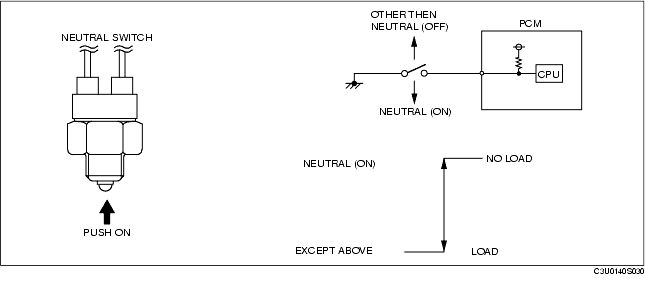 NEUTRAL SWITCH
PUSH ON
OTHER THEN
NEUTRAL (OFF)
PCM
CPU
NEUTRAL (ON)
NEUTRAL (ON)
NO LOAD
EXCEPT ABOVE
LOAD
C3U0140S030